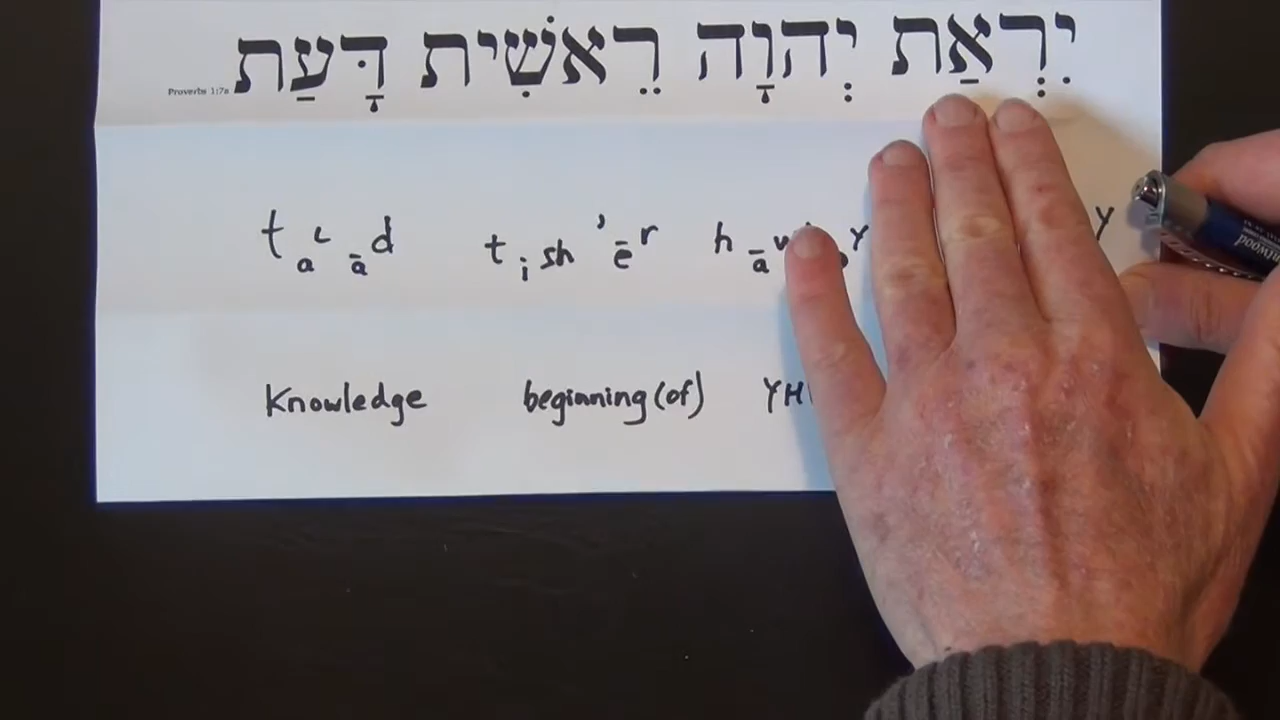 יִרְאַת יְהוָה רֵאשִׁית דָּעַת
Proverbs 1:7a
t a ʿ ā d t i sh ʾ ē r h ā w Y Y
Knowledge beginning (of) YH